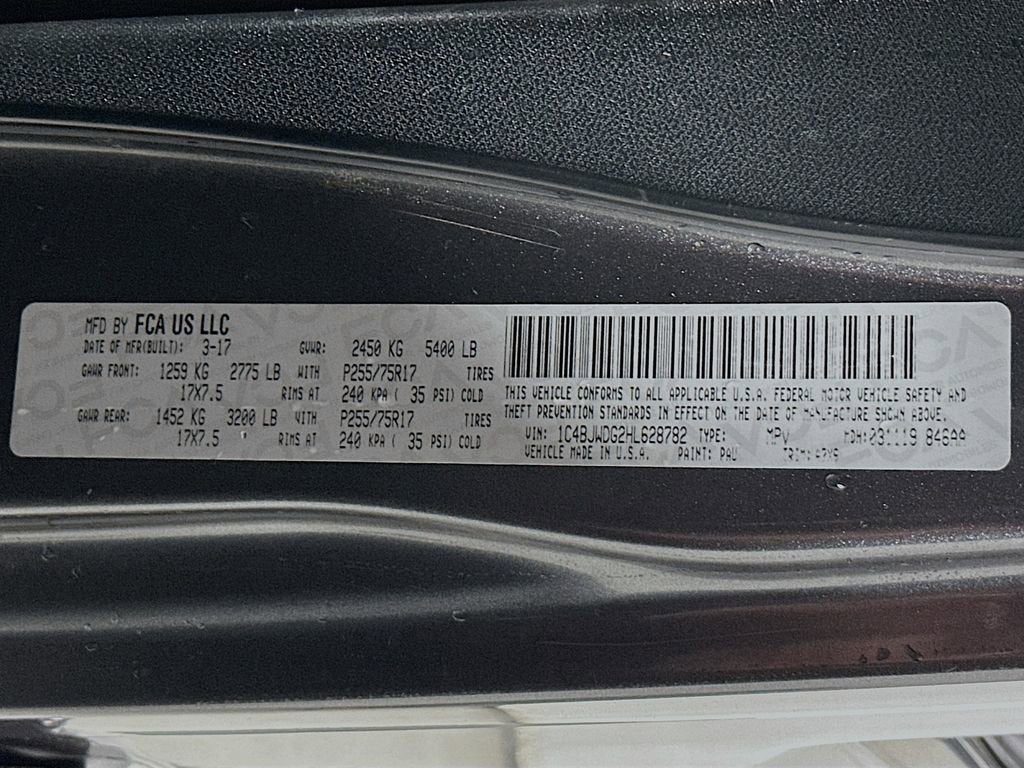 MFD BY FCA US LLC
DATE OF MFR(BUILT): 3-17 GVWR: 2450 KG 5400 LB
GAWR FRONT: 1259 KG 2775 LB WITH P255/75R17 TIRES
17X7.5 RIMS AT 240 KPA ( 35 PSI) COLD
GAWR REAR: 1452 KG 3200 LB WITH P255/75R17 TIRES
17X7.5 RIMS AT 240 KPA ( 35 PSI) COLD
THIS VEHICLE CONFORMS TO ALL APPLICABLE U.S.A. FEDERAL MOTOR VEHICLE SAFETY AND
THEFT PREVENTION STANDARDS IN EFFECT ON THE DATE OF MANUFACTURE SHOWN ABOVE.
VIN: 1C4BJWDG2HL628782 TYPE: MPV MDH: 031119 846AA
VEHICLE MADE IN U.S.A. PAINT: PAU TRIM: